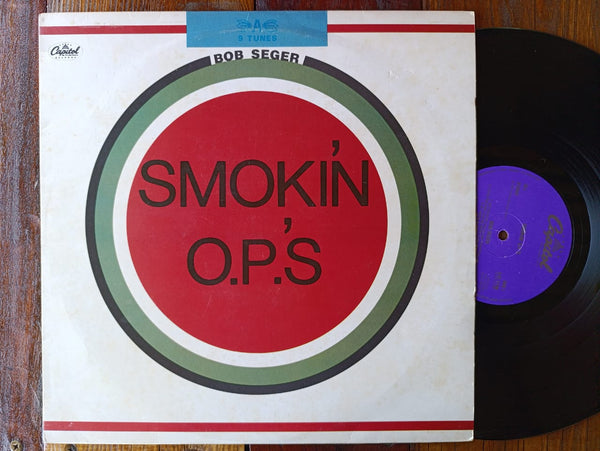 A
9 TUNES
Capitol
BOB SEGER
SMOKIN'
O.P.'S
Capitol